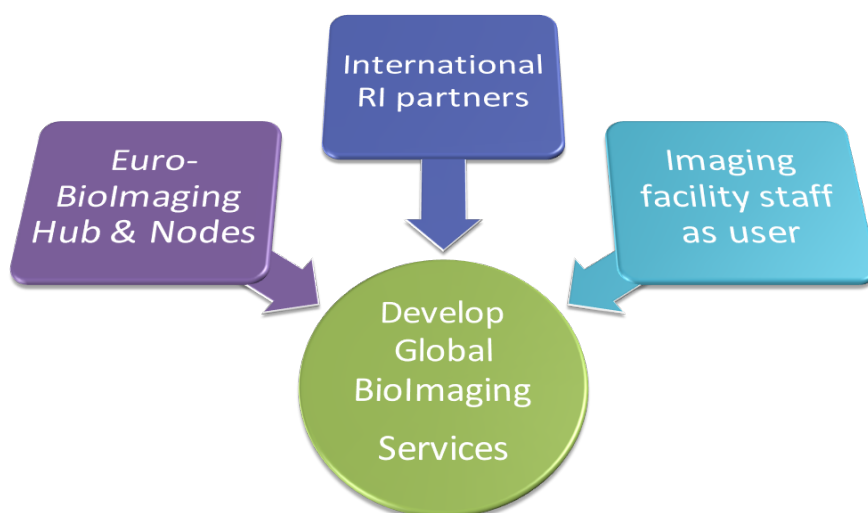 International
RI partners
Euro-
BioImaging
Hub & Nodes
Imaging
facility staff
as user
Develop
Global
BioImaging
Services